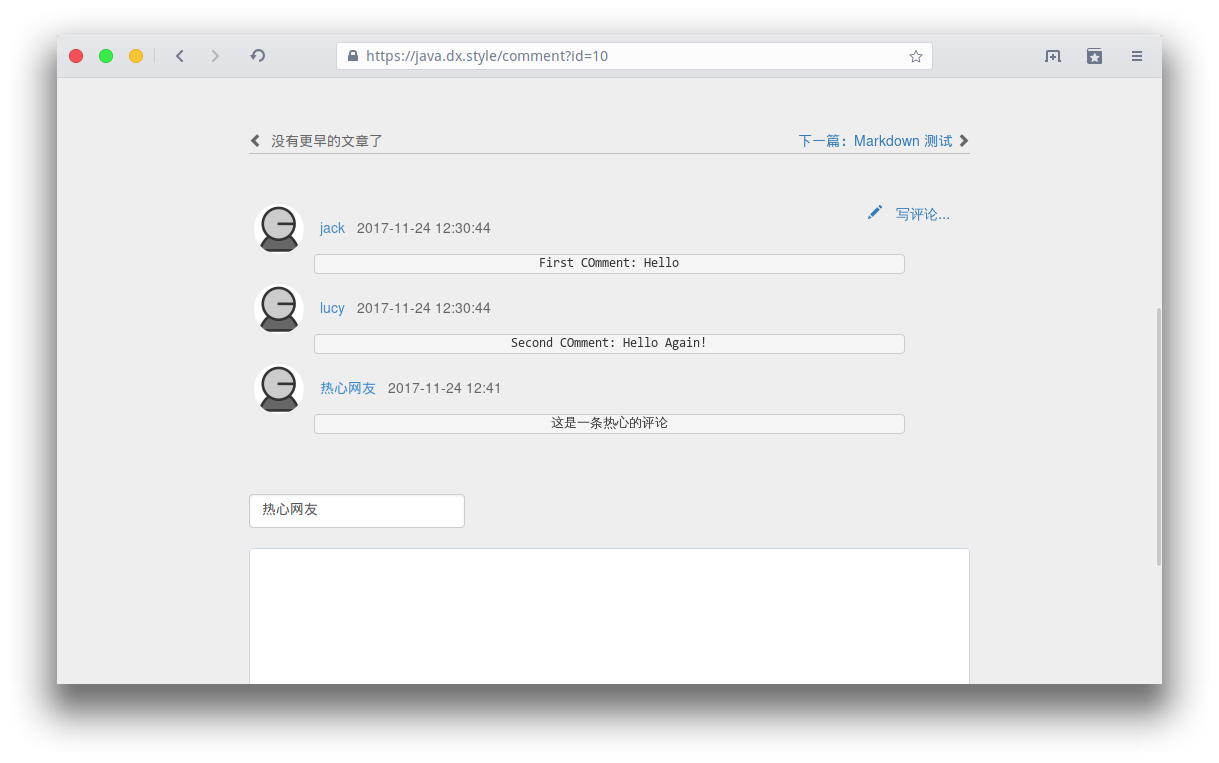 https://java.dx.style/comment?id=10
没有更早的文章了 下一篇：Markdown 测试
写评论...
jack 2017-11-24 12:30:44
First COmment: Hello
lucy 2017-11-24 12:30:44
Second COmment: Hello Again!
热心网友 2017-11-24 12:41
这是一条热心的评论
热心网友